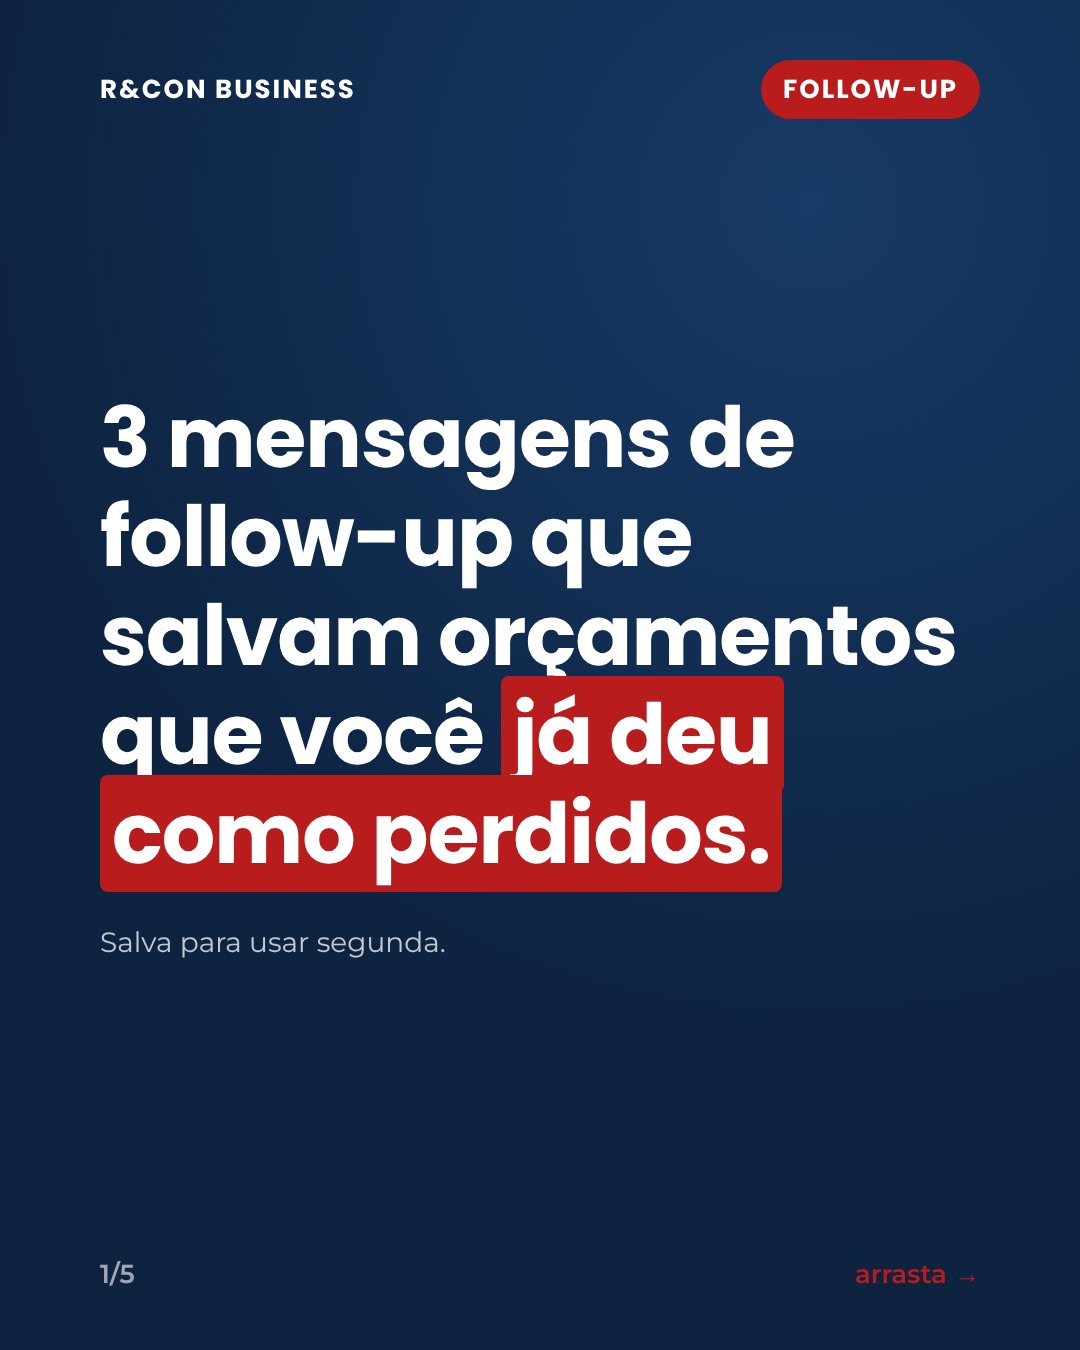 R&CON BUSINESS
FOLLOW-UP
3 mensagens de
follow-up que
salvam orçamentos
que você já deu
como perdidos.
Salva para usar segunda.
1/5
arrasta →